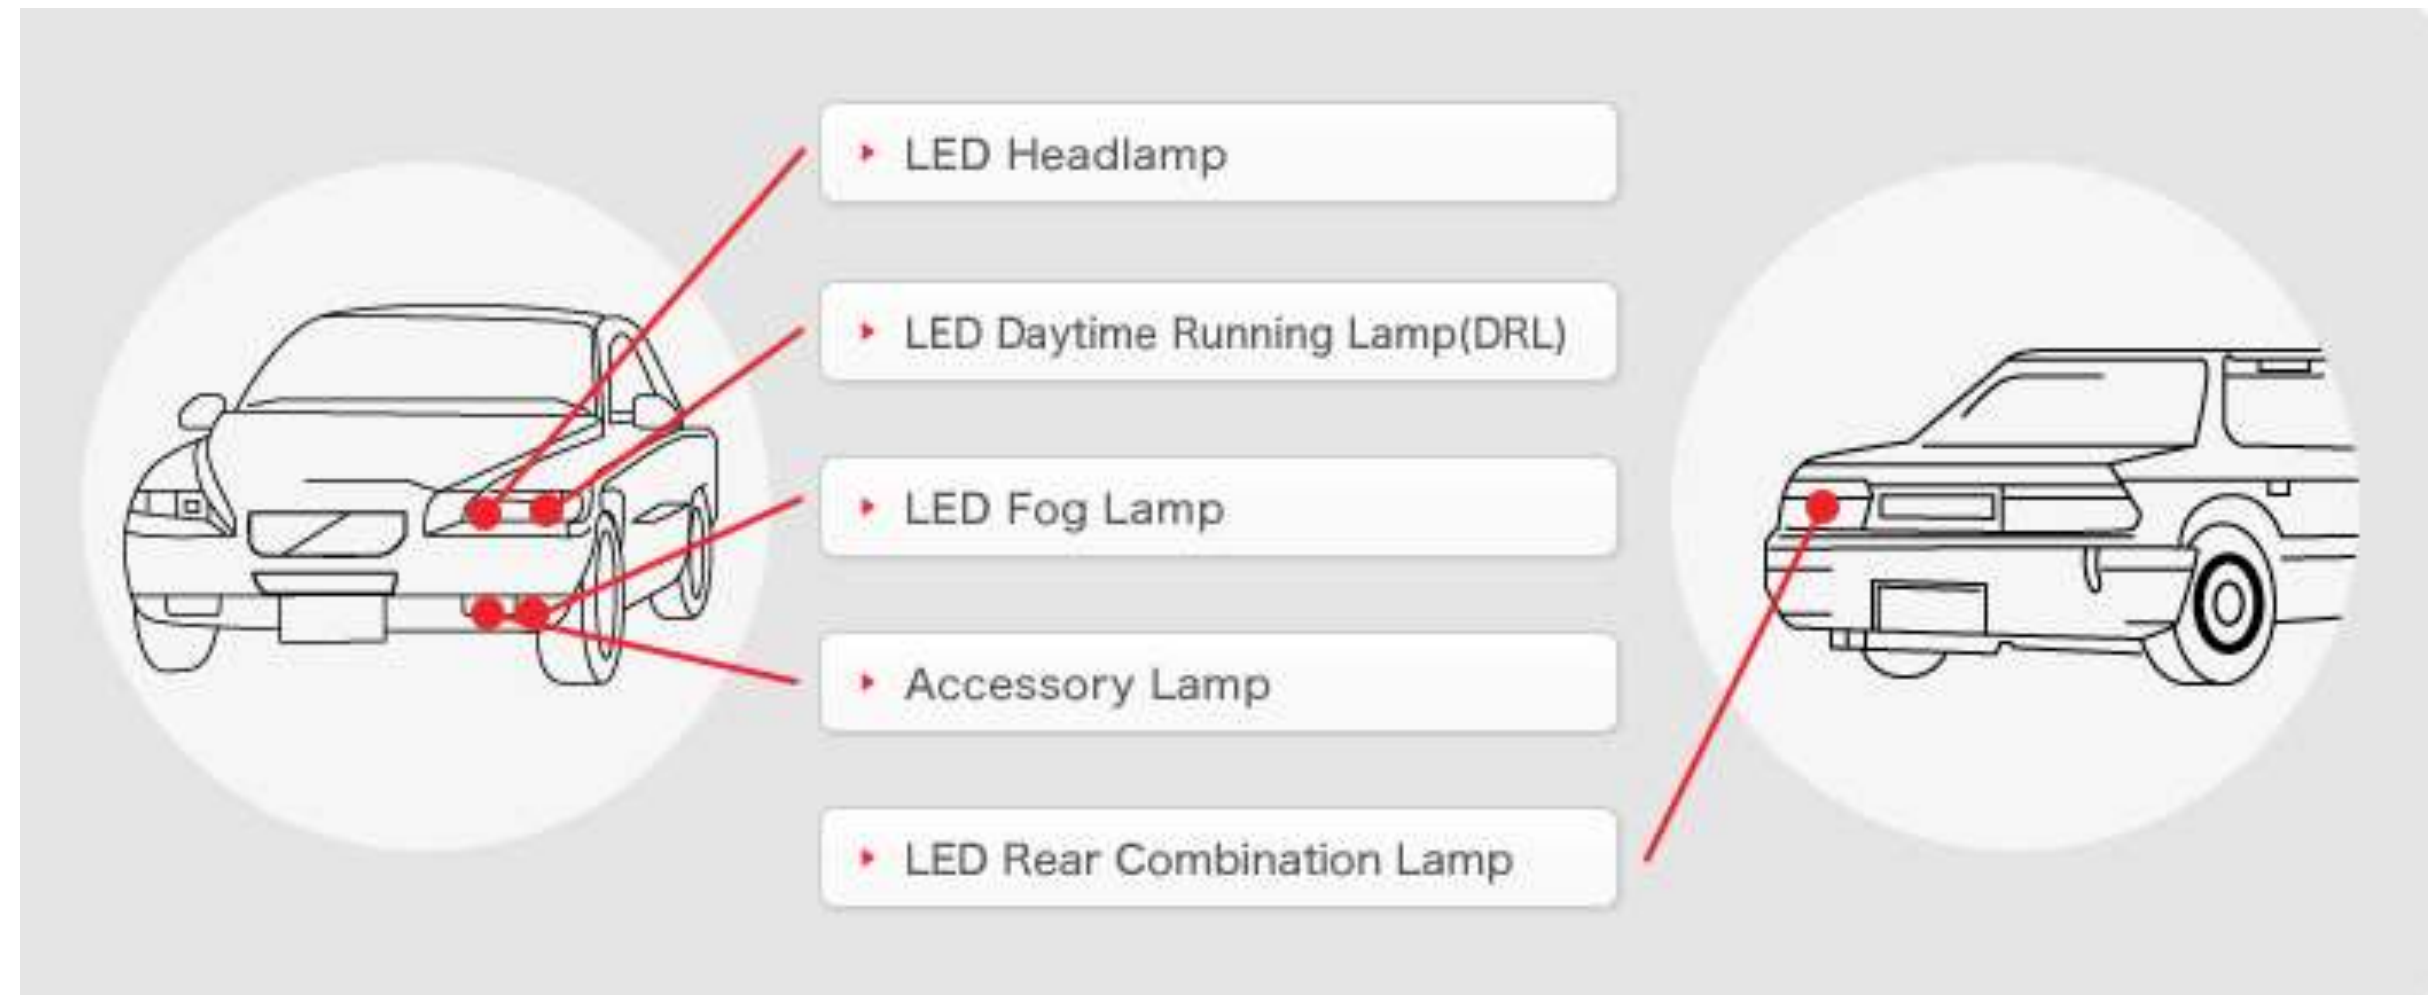 LED Headlamp
LED Daytime Running Lamp(DRL)
LED Fog Lamp
Accessory Lamp
LED Rear Combination Lamp